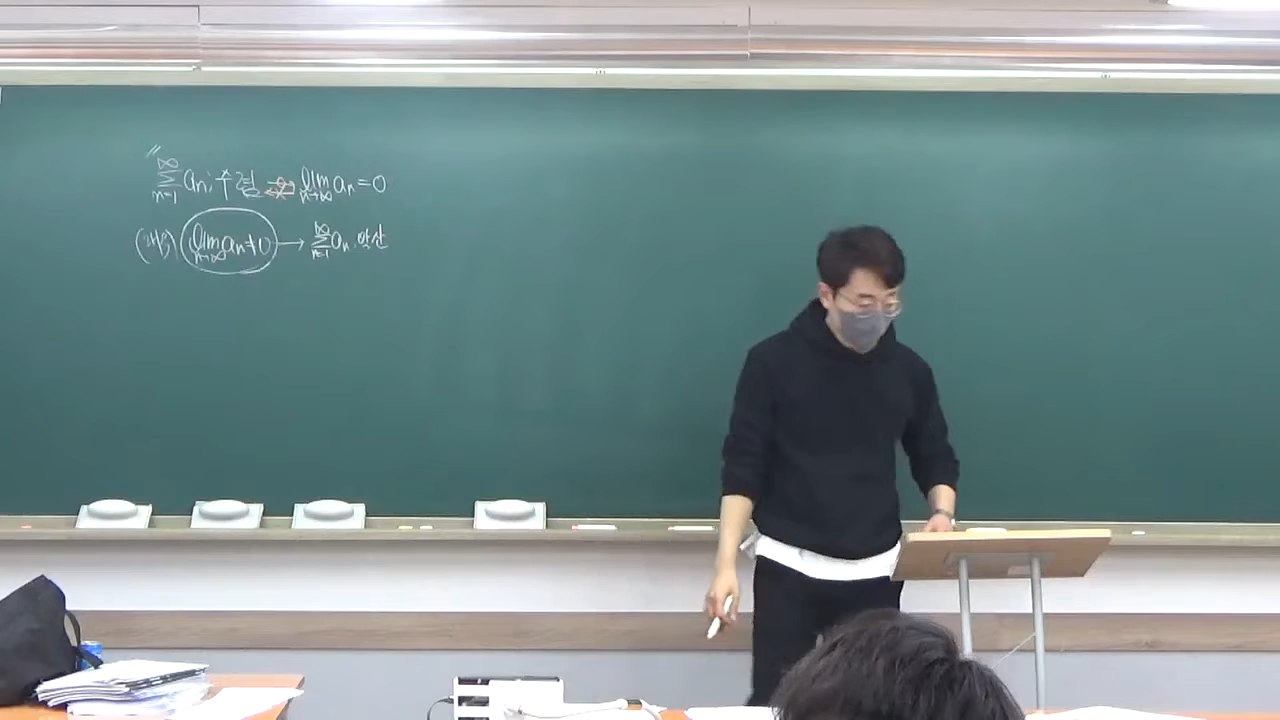 ∑_{n=1}^{∞} a_n : 수렴 ⇄ lim_{n→∞} a_n = 0
(대우) lim_{n→∞} a_n ≠ 0 → ∑_{n=1}^{∞} a_n : 발산